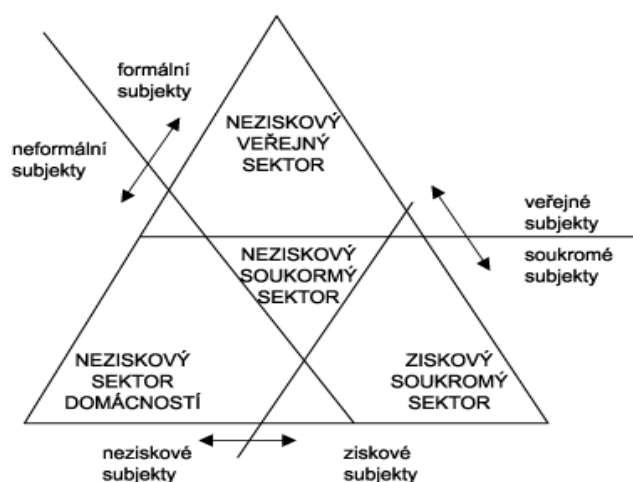 formální
subjekty
neformální
subjekty
NEZISKOVÝ
VEŘEJNÝ
SEKTOR
veřejné
subjekty
soukromé
subjekty
NEZISKOVÝ
SOUKORMÝ
SEKTOR
NEZISKOVÝ
SEKTOR
DOMÁCNOSTÍ
ZISKOVÝ
SOUKROMÝ
SEKTOR
neziskové
subjekty
ziskové
subjekty